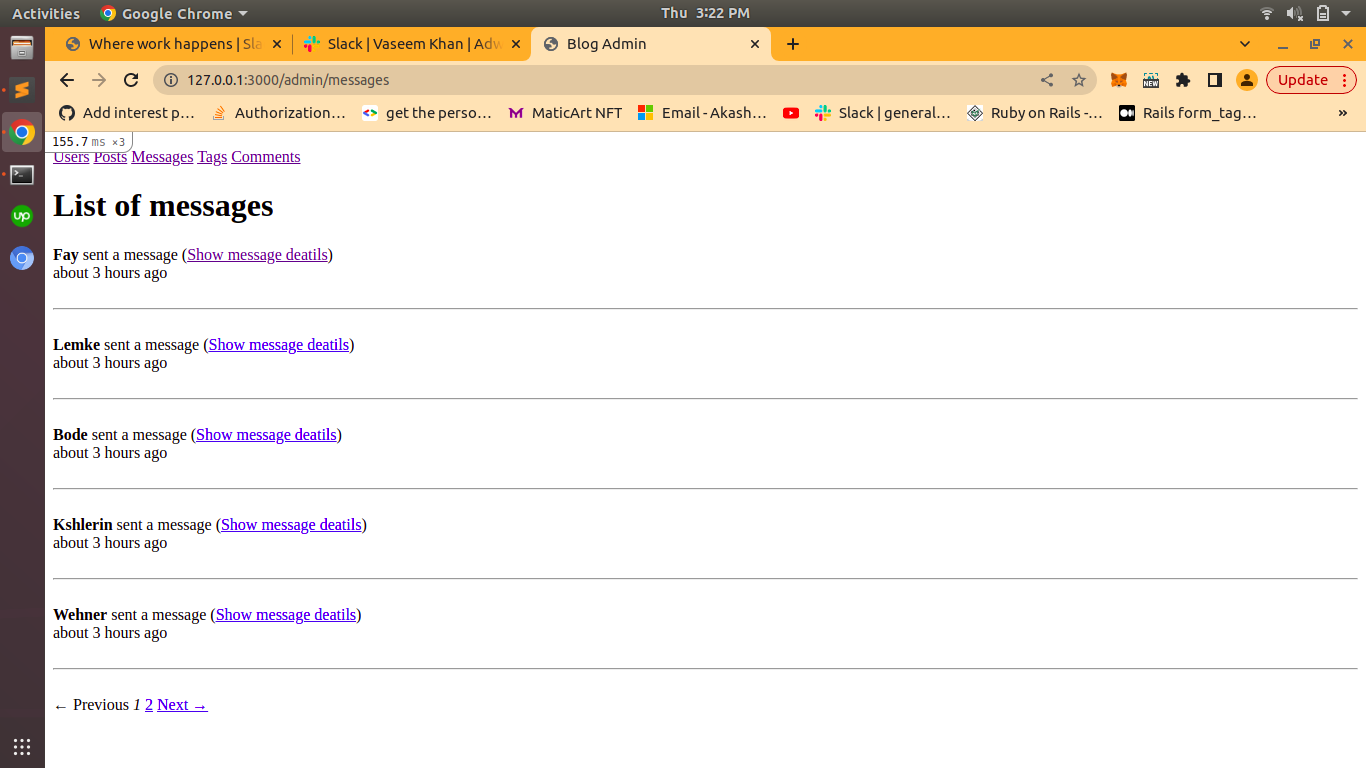 Activities Google Chrome Thu 3:22 PM
Where work happens | Sla Slack | Vaseem Khan | Adw Blog Admin
127.0.0.1:3000/admin/messages NEW Update
Add interest p… Authorization… get the perso… MaticArt NFT Email - Akash… Slack | general… Ruby on Rails -… Rails form_tag… »
155.7 ms ×3
Users Posts Messages Tags Comments
List of messages
Fay sent a message (Show message deatils)
about 3 hours ago
Lemke sent a message (Show message deatils)
about 3 hours ago
Bode sent a message (Show message deatils)
about 3 hours ago
Kshlerin sent a message (Show message deatils)
about 3 hours ago
Wehner sent a message (Show message deatils)
about 3 hours ago
← Previous 1 2 Next →
up